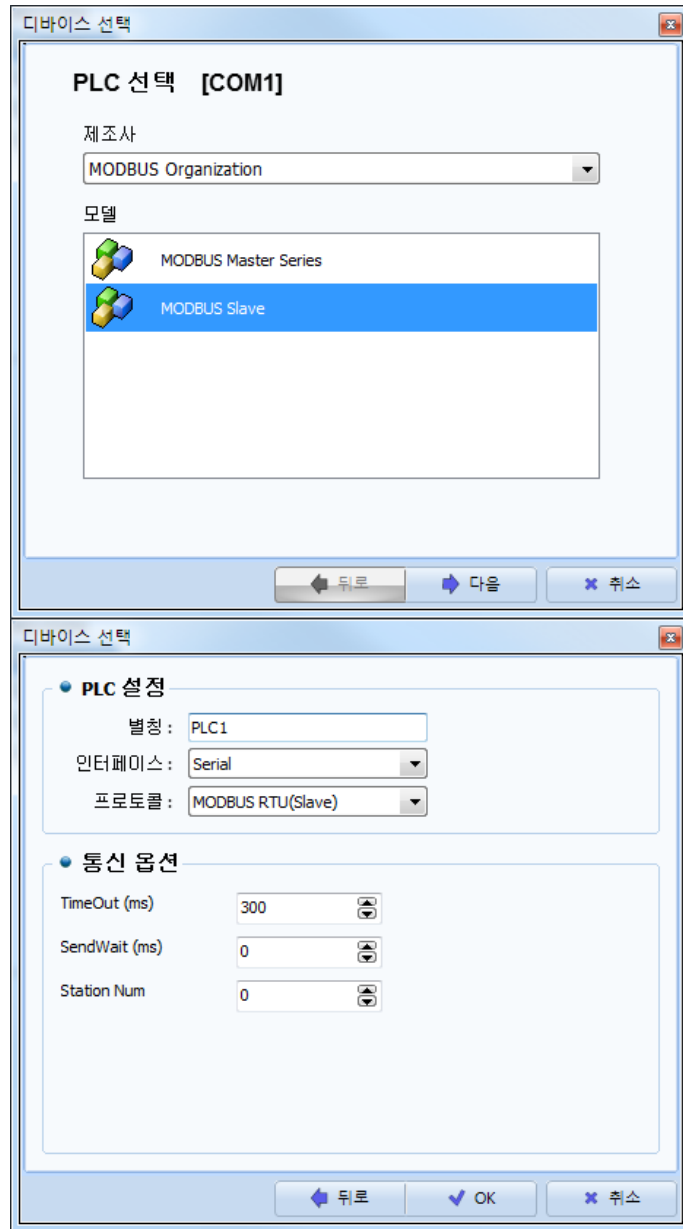 디바이스 선택
PLC 선택 [COM1]
제조사
MODBUS Organization
모델
MODBUS Master Series
MODBUS Slave
뒤로 다음 취소
디바이스 선택
PLC 설정
별칭 : PLC1
인터페이스 : Serial
프로토콜 : MODBUS RTU(Slave)
통신 옵션
TimeOut (ms) 300
SendWait (ms) 0
Station Num 0
뒤로 OK 취소